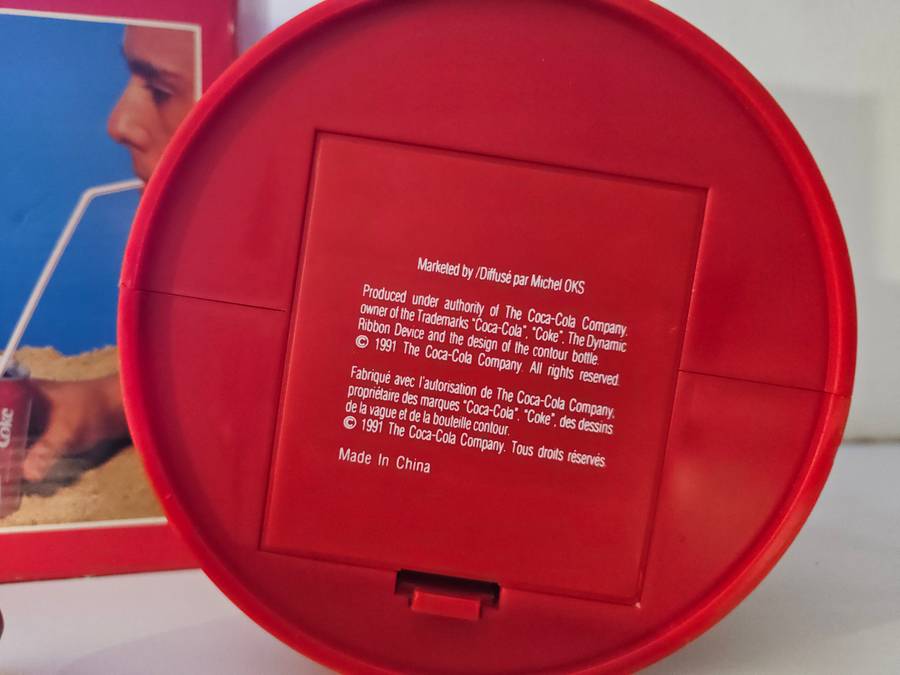 Marketed by /Diffusé par Michel OKS
Produced under authority of The Coca-Cola Company,
owner of the Trademarks "Coca-Cola", "Coke", The Dynamic
Ribbon Device and the design of the contour bottle.
© 1991 The Coca-Cola Company. All rights reserved.
Fabriqué avec l'autorisation de The Coca-Cola Company,
propriétaire des marques "Coca-Cola", "Coke", des dessins
de la vague et de la bouteille contour.
© 1991 The Coca-Cola Company. Tous droits réservés.
Made In China
Coke